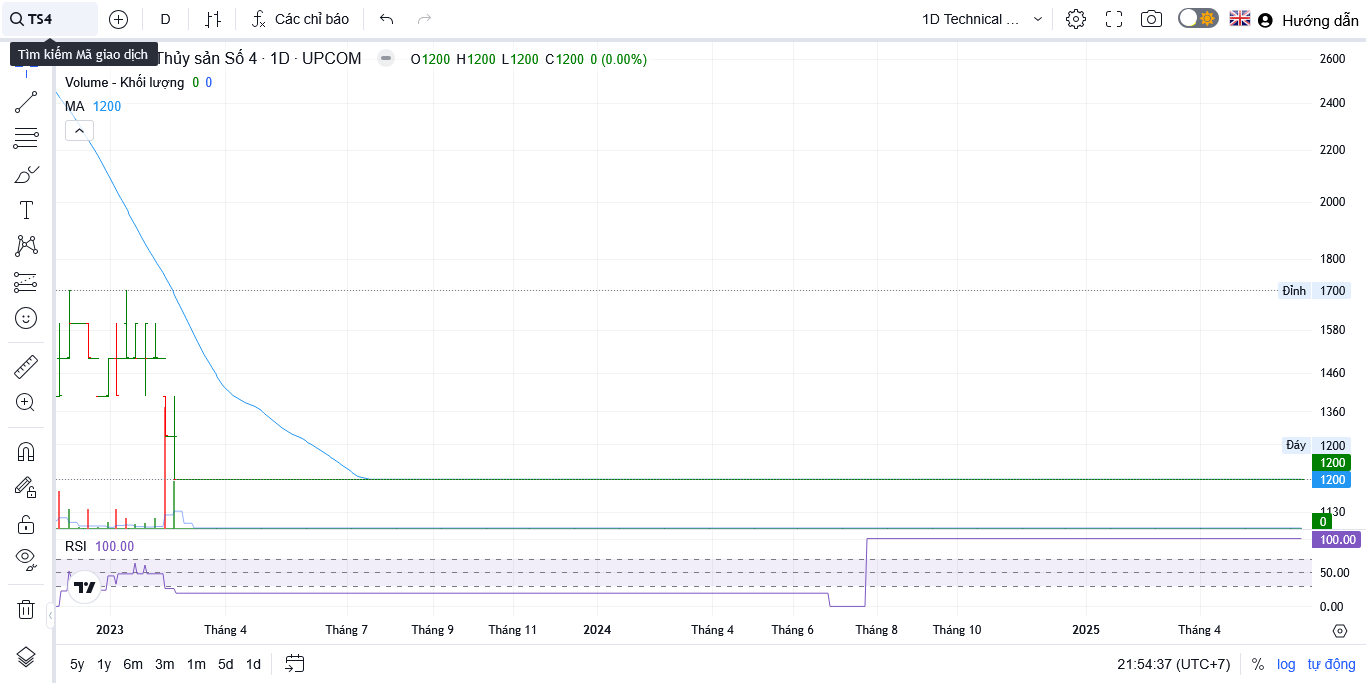 TS4
D
Các chỉ báo
1D Technical ...
Hướng dẫn
Tìm kiếm Mã giao dịch
Thủy sản Số 4 · 1D · UPCOM
O1200 H1200 L1200 C1200 0 (0.00%)
Volume - Khối lượng 0 0
MA 1200
2600
2400
2200
2000
1800
Đỉnh 1700
1580
1460
1360
Đáy 1200
1200
1200
1130
0
RSI 100.00
100.00
50.00
0.00
2023 Tháng 4 Tháng 7 Tháng 9 Tháng 11 2024 Tháng 4 Tháng 6 Tháng 8 Tháng 10 2025 Tháng 4
5y 1y 6m 3m 1m 5d 1d
21:54:37 (UTC+7) % log tự động